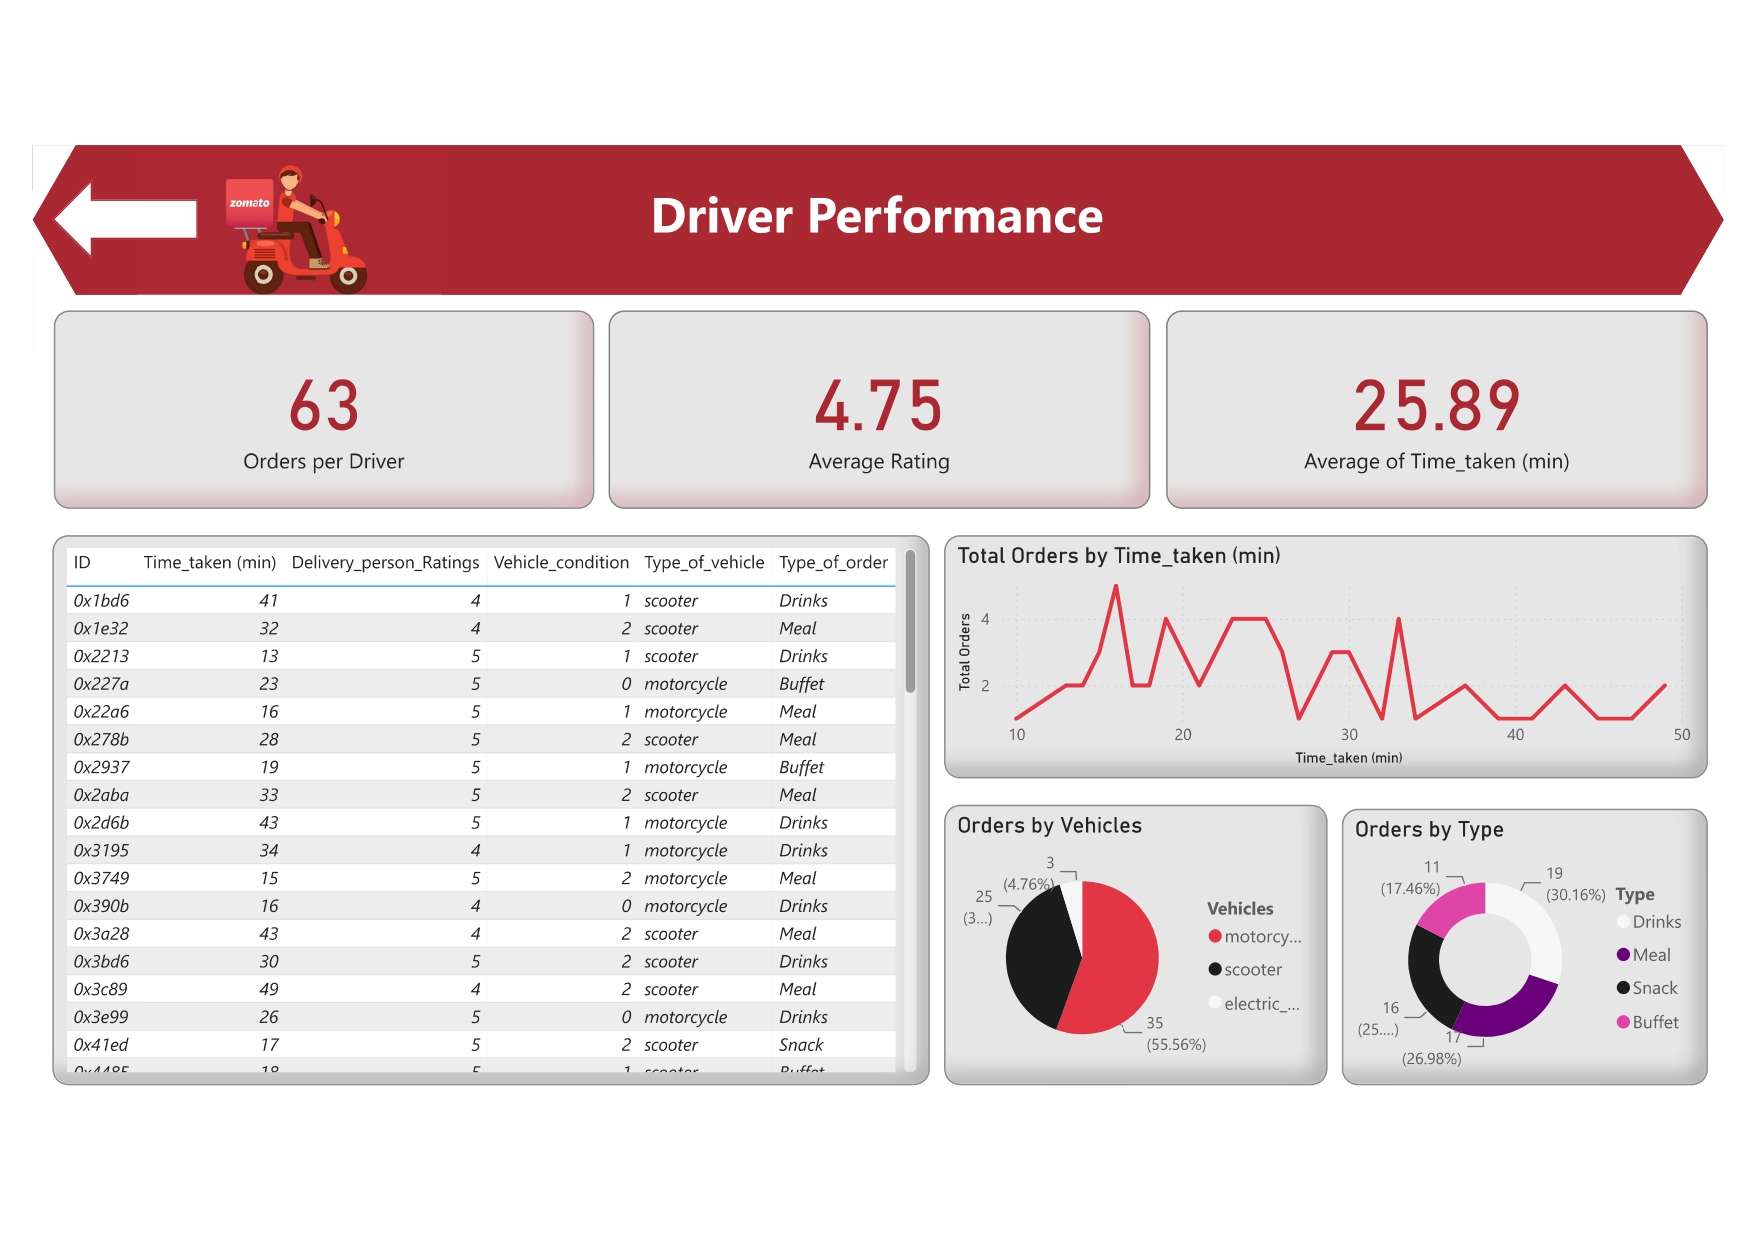 zomato
Driver Performance
63
Orders per Driver
4.75
Average Rating
25.89
Average of Time_taken (min)
ID Time_taken (min) Delivery_person_Ratings Vehicle_condition Type_of_vehicle Type_of_order
0x1bd6 41 4 1 scooter Drinks
0x1e32 32 4 2 scooter Meal
0x2213 13 5 1 scooter Drinks
0x227a 23 5 0 motorcycle Buffet
0x22a6 16 5 1 motorcycle Meal
0x278b 28 5 2 scooter Meal
0x2937 19 5 1 motorcycle Buffet
0x2aba 33 5 2 scooter Meal
0x2d6b 43 5 1 motorcycle Drinks
0x3195 34 4 1 motorcycle Drinks
0x3749 15 5 2 motorcycle Meal
0x390b 16 4 0 motorcycle Drinks
0x3a28 43 4 2 scooter Meal
0x3bd6 30 5 2 scooter Drinks
0x3c89 49 4 2 scooter Meal
0x3e99 26 5 0 motorcycle Drinks
0x41ed 17 5 2 scooter Snack
0x4485 18 5 1 scooter Buffet
Total Orders by Time_taken (min)
Total Orders
4
2
10 20 30 40 50
Time_taken (min)
Orders by Vehicles
3
(4.76%)
25
(3...)
35
(55.56%)
Vehicles
motorcy...
scooter
electric_...
Orders by Type
11
(17.46%)
19
(30.16%)
16
(25....)
17
(26.98%)
Type
Drinks
Meal
Snack
Buffet